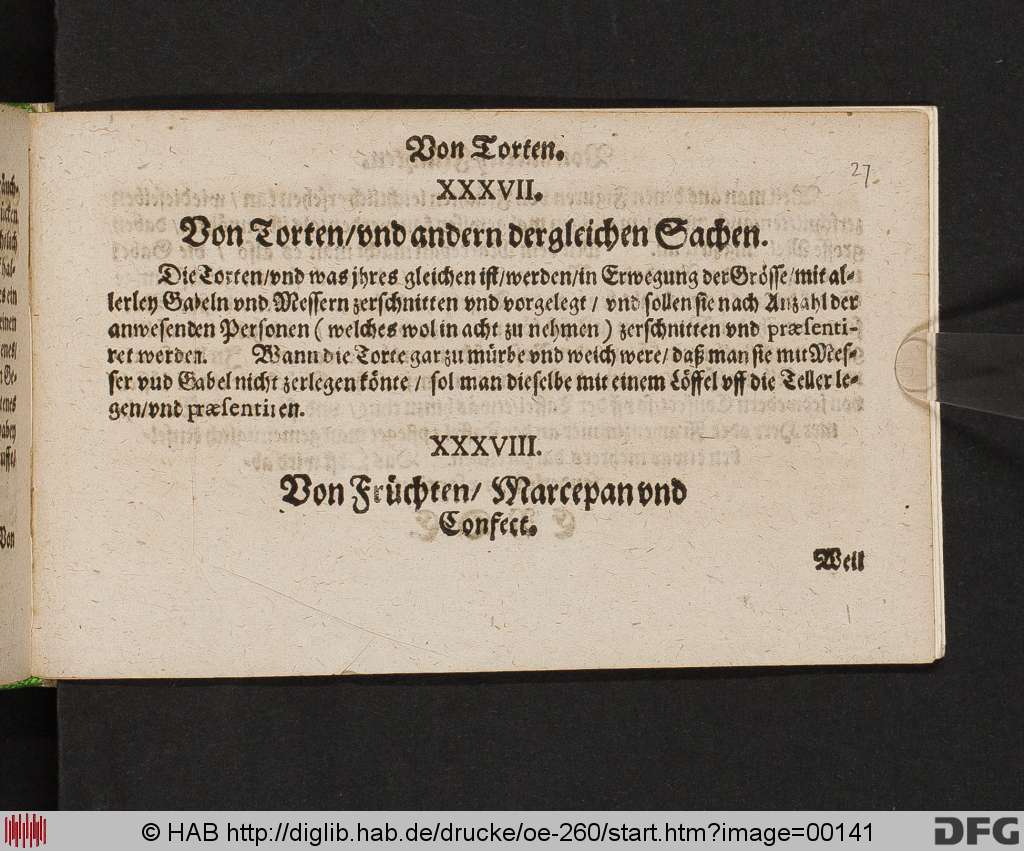 Von Torten.
27.
XXXVII.
Von Torten/vnd andern dergleichen Sachen.
Die Torten/vnd was jhres gleichen ist/werden/in Erwegung der Grösse/mit al-
lerley Gabeln vnd Messern zerschnitten vnd vorgelegt / vnd sollen sie nach Anzahl der
anwesenden Personen ( welches wol in acht zu nehmen ) zerschnitten vnd præsenti-
ret werden. Wann die Torte gar zu mürbe vnd weich were/ daß man sie mit Mes-
ser vnd Gabel nicht zerlegen könte / sol man dieselbe mit einem Löffel vff die Teller le-
gen/vnd præsentiren.
XXXVIII.
Von Früchten/ Marcepan vnd
Confect.
Weil
Von
© HAB http://diglib.hab.de/drucke/oe-260/start.htm?image=00141
DFG